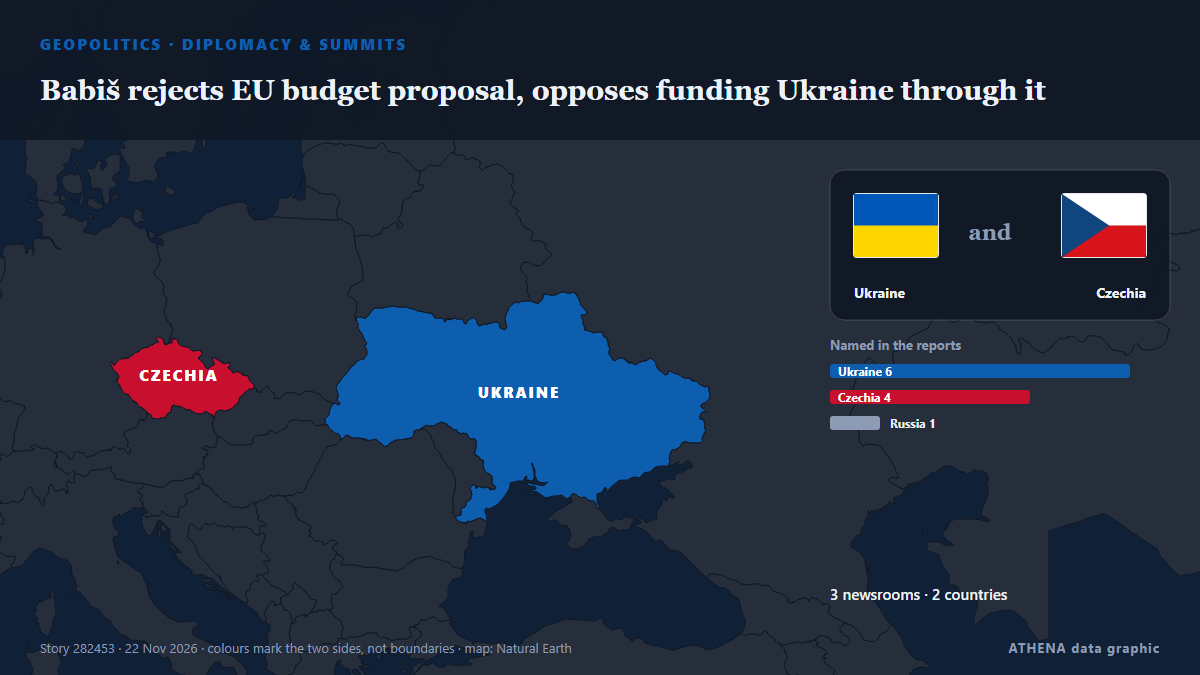 GEOPOLITICS · DIPLOMACY & SUMMITS
Babiš rejects EU budget proposal, opposes funding Ukraine through it
and
Ukraine
Czechia
Named in the reports
Ukraine 6
Czechia 4
Russia 1
CZECHIA
UKRAINE
3 newsrooms · 2 countries
Story 282453 · 22 Nov 2026 · colours mark the two sides, not boundaries · map: Natural Earth
ATHENA data graphic